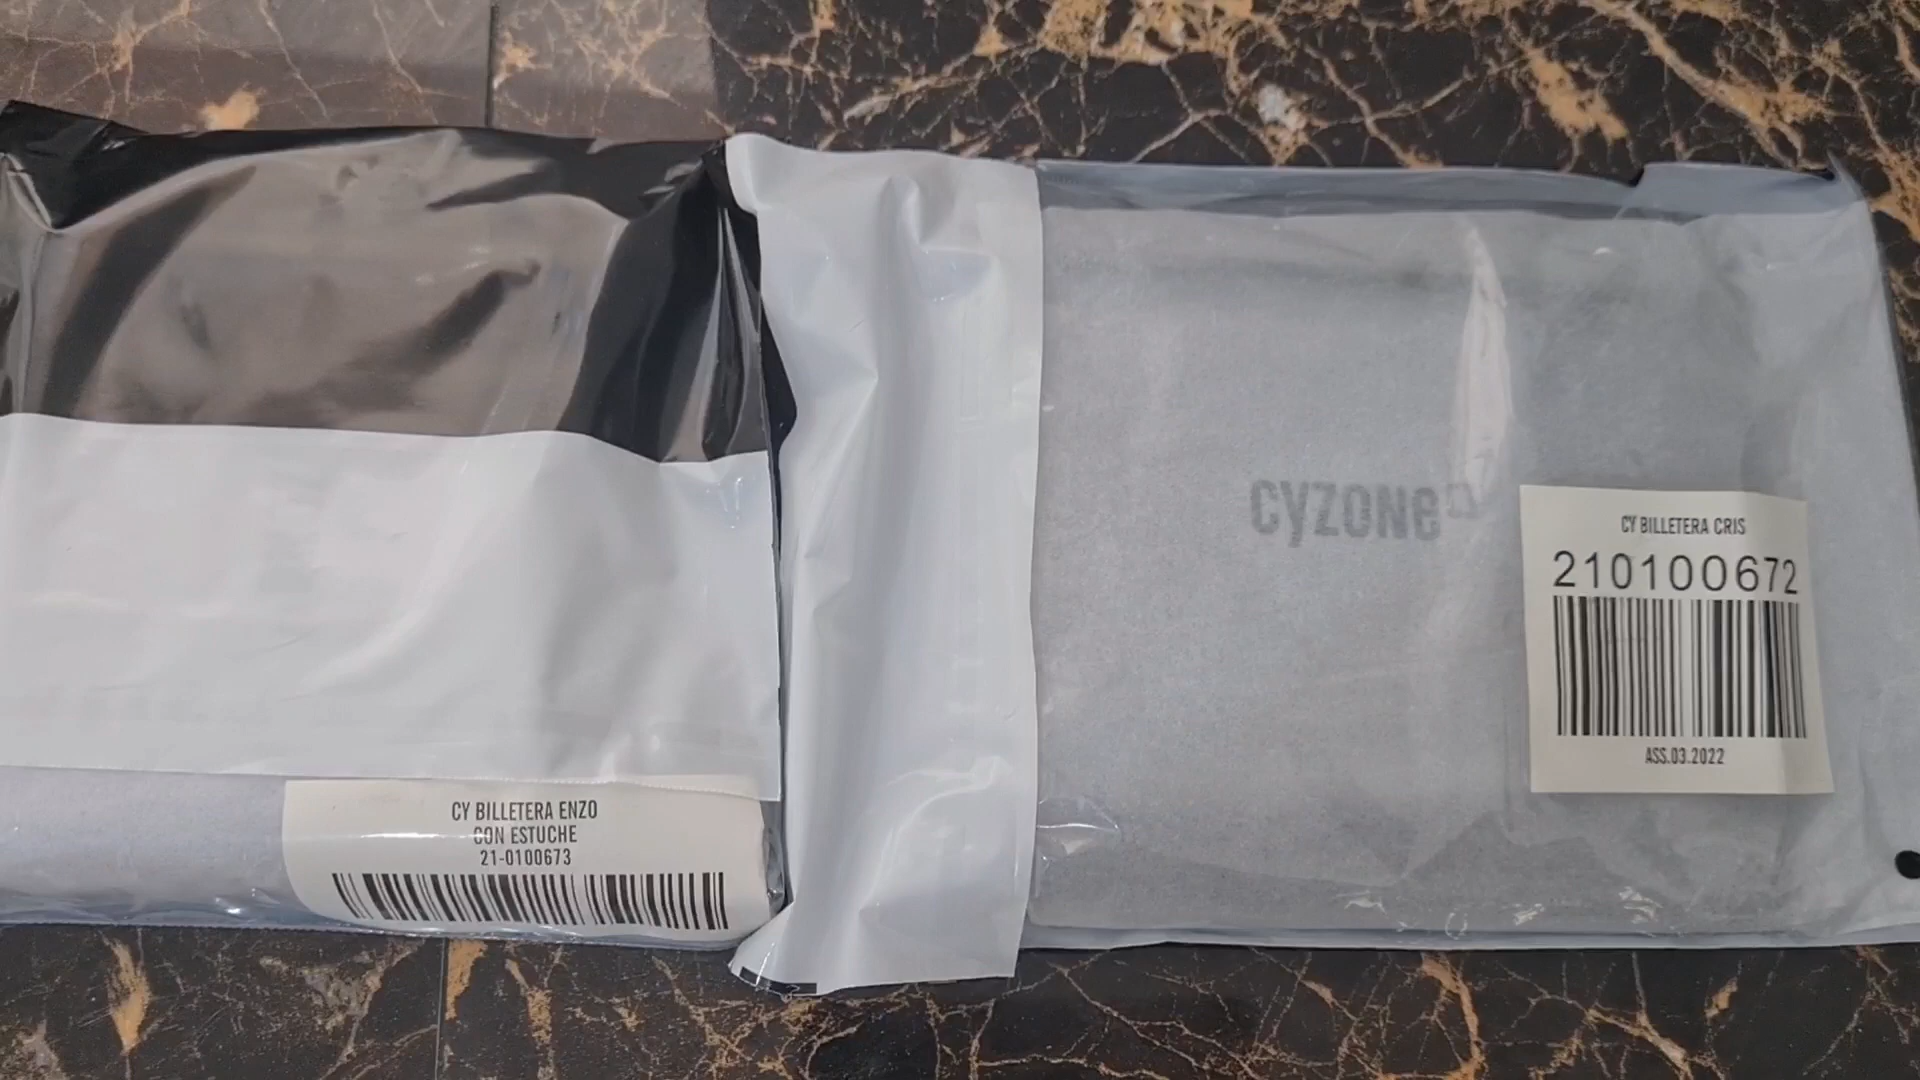 CY BILLETERA ENZO
CON ESTUCHE
21-0100673
cyzone
CY BILLETERA CRIS
210100672
ASS.03.2022